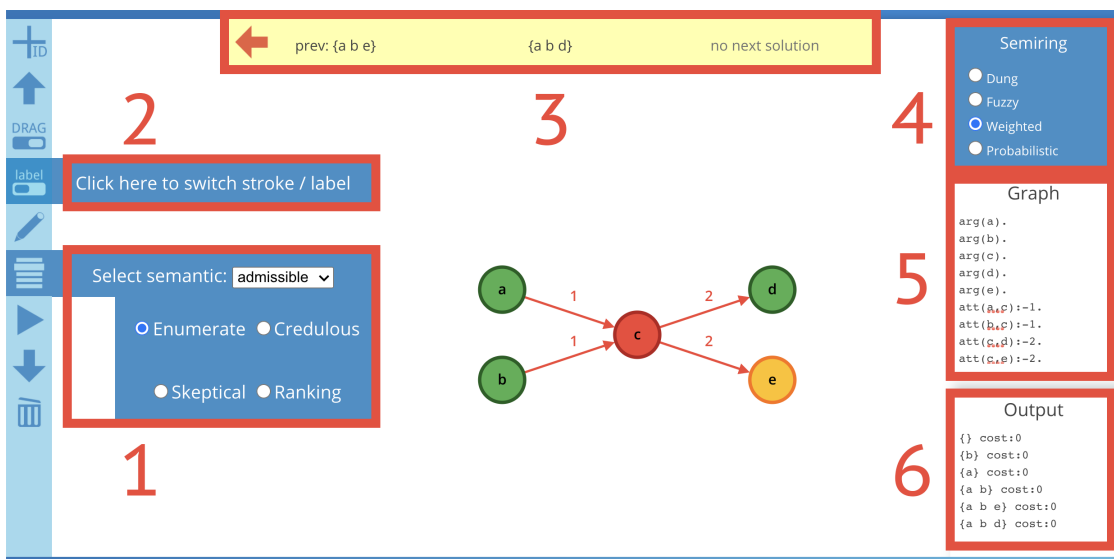 ID
DRAG
label
2
Click here to switch stroke / label
Select semantic: admissible
Enumerate Credulous
Skeptical Ranking
1
prev: {a b e} {a b d} no next solution
3
a
b
c
d
e
1
1
2
2
4
Semiring
Dung
Fuzzy
Weighted
Probabilistic
5
Graph
arg(a).
arg(b).
arg(c).
arg(d).
arg(e).
att(a,c):-1.
att(b,c):-1.
att(c,d):-2.
att(c,e):-2.
6
Output
{} cost:0
{b} cost:0
{a} cost:0
{a b} cost:0
{a b e} cost:0
{a b d} cost:0